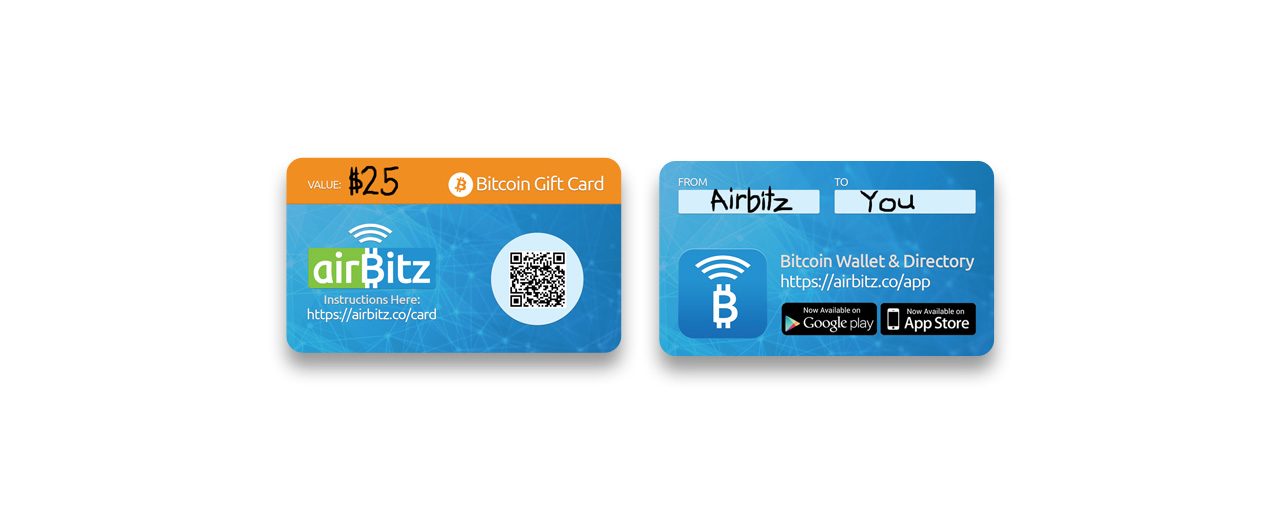 VALUE: $25
Bitcoin Gift Card
airBitz
Instructions Here:
https://airbitz.co/card
FROM
Airbitz
TO
You
Bitcoin Wallet & Directory
https://airbitz.co/app
Now Available on
Google play
Now Available on
App Store